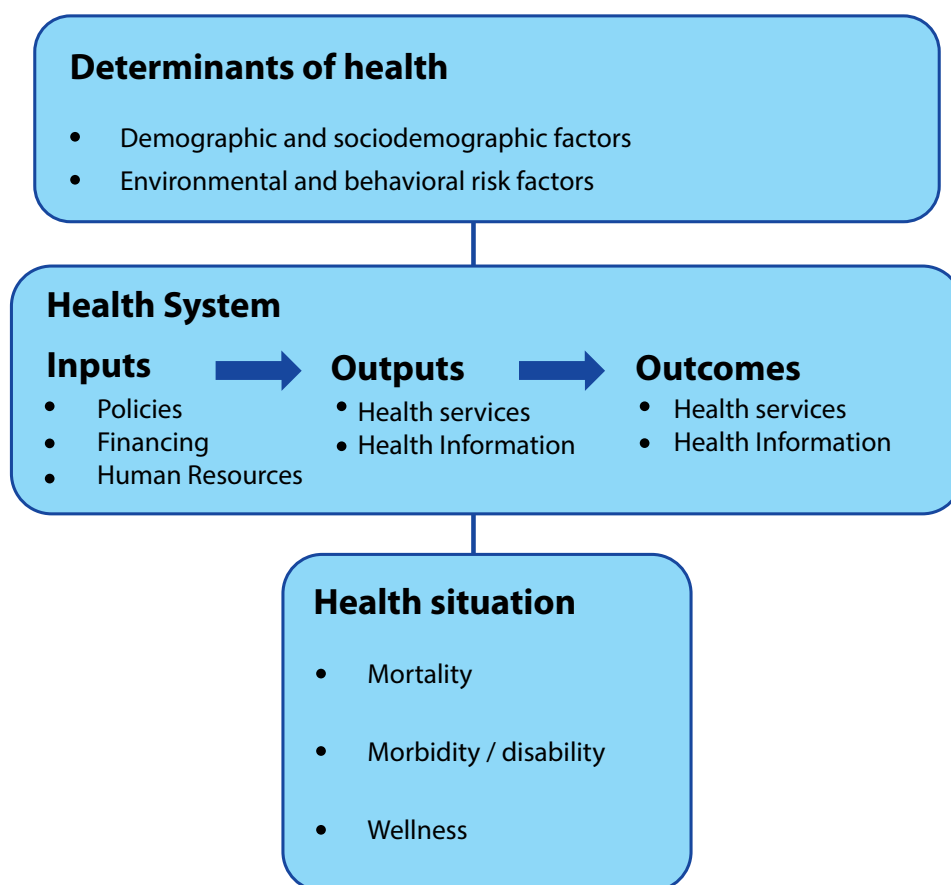 Determinants of health
• Demographic and sociodemographic factors
• Environmental and behavioral risk factors
Health System
Inputs
• Policies
• Financing
• Human Resources
Outputs
• Health services
• Health Information
Outcomes
• Health services
• Health Information
Health situation
• Mortality
• Morbidity / disability
• Wellness